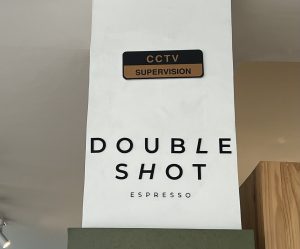 CCTV
SUPERVISION
DOUBLE
SHOT
ESPRESSO